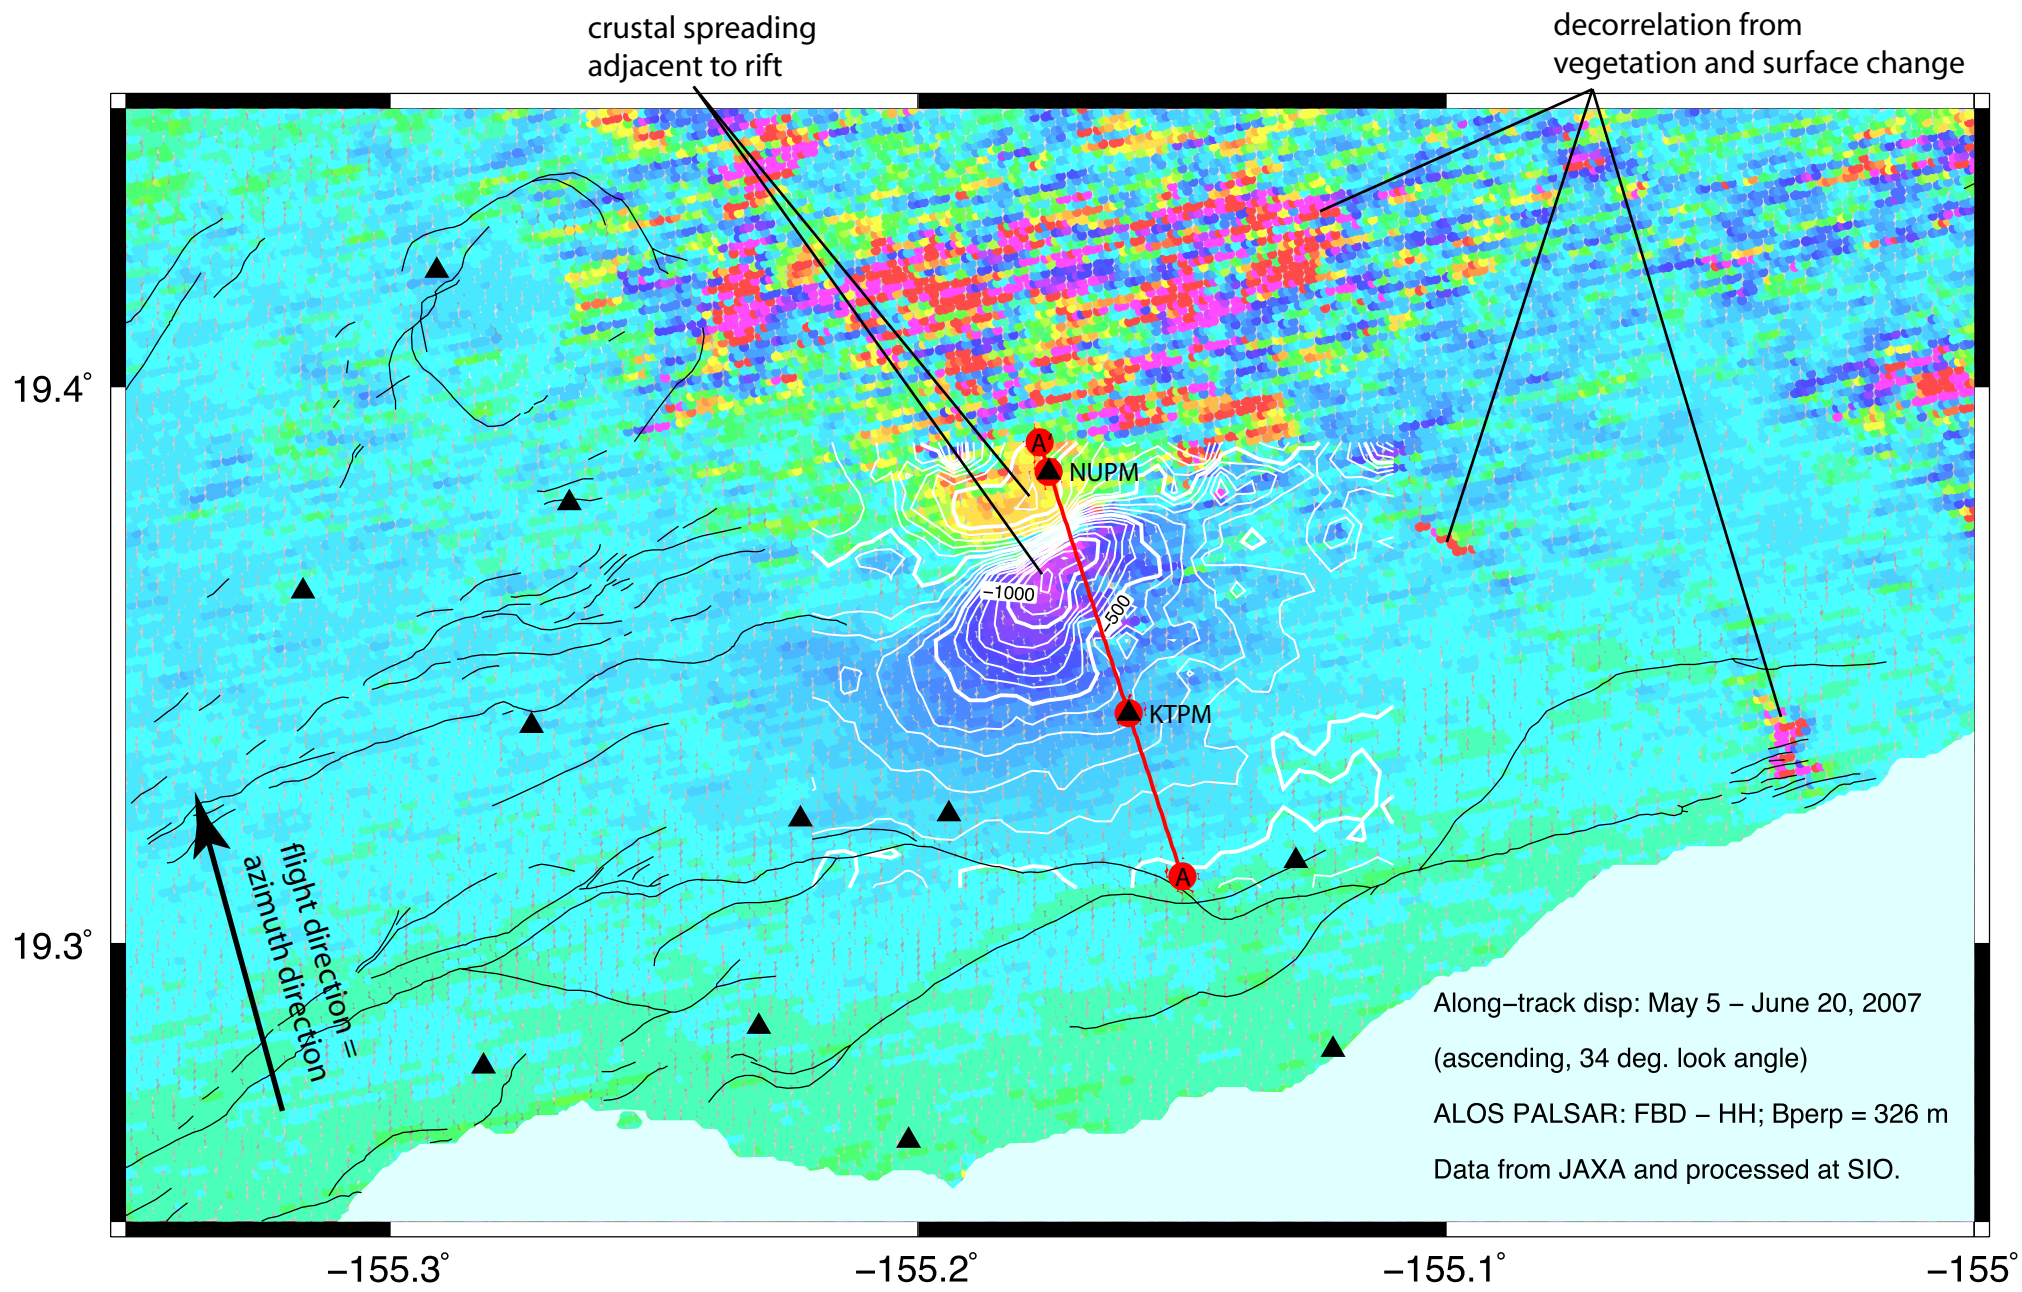 crustal spreading
adjacent to rift
decorrelation from
vegetation and surface change
19.4°
19.3°
A'
NUPM
−1000
−500
KTPM
A
flight direction =
azimuth direction
Along−track disp: May 5 − June 20, 2007
(ascending, 34 deg. look angle)
ALOS PALSAR: FBD − HH; Bperp = 326 m
Data from JAXA and processed at SIO.
−155.3°
−155.2°
−155.1°
−155°